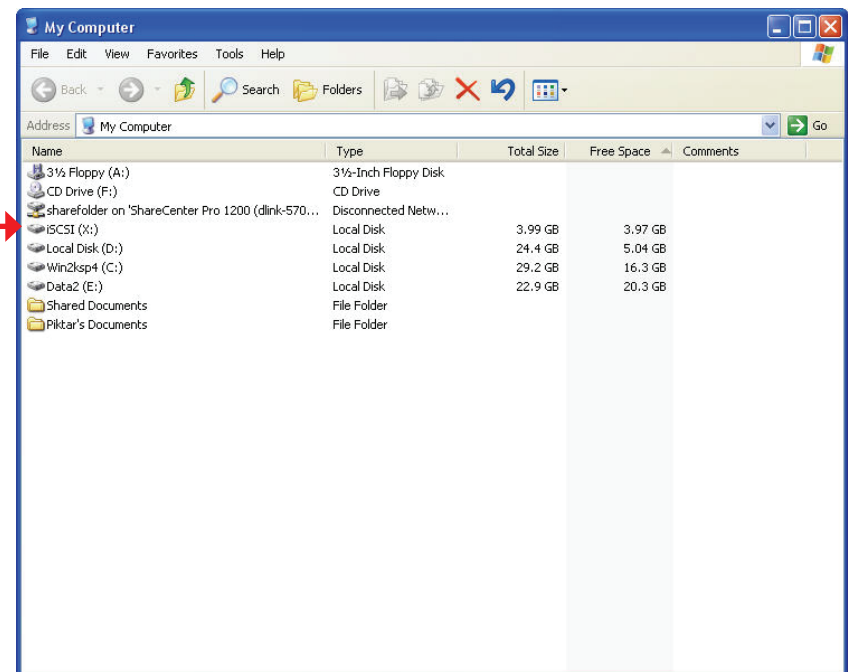 My Computer
File Edit View Favorites Tools Help
Back Search Folders
Address My Computer Go
Name Type Total Size Free Space Comments
3½ Floppy (A:) 3½-Inch Floppy Disk
CD Drive (F:) CD Drive
sharefolder on 'ShareCenter Pro 1200 (dlink-570... Disconnected Netw...
iSCSI (X:) Local Disk 3.99 GB 3.97 GB
Local Disk (D:) Local Disk 24.4 GB 5.04 GB
Win2ksp4 (C:) Local Disk 29.2 GB 16.3 GB
Data2 (E:) Local Disk 22.9 GB 20.3 GB
Shared Documents File Folder
Piktar's Documents File Folder